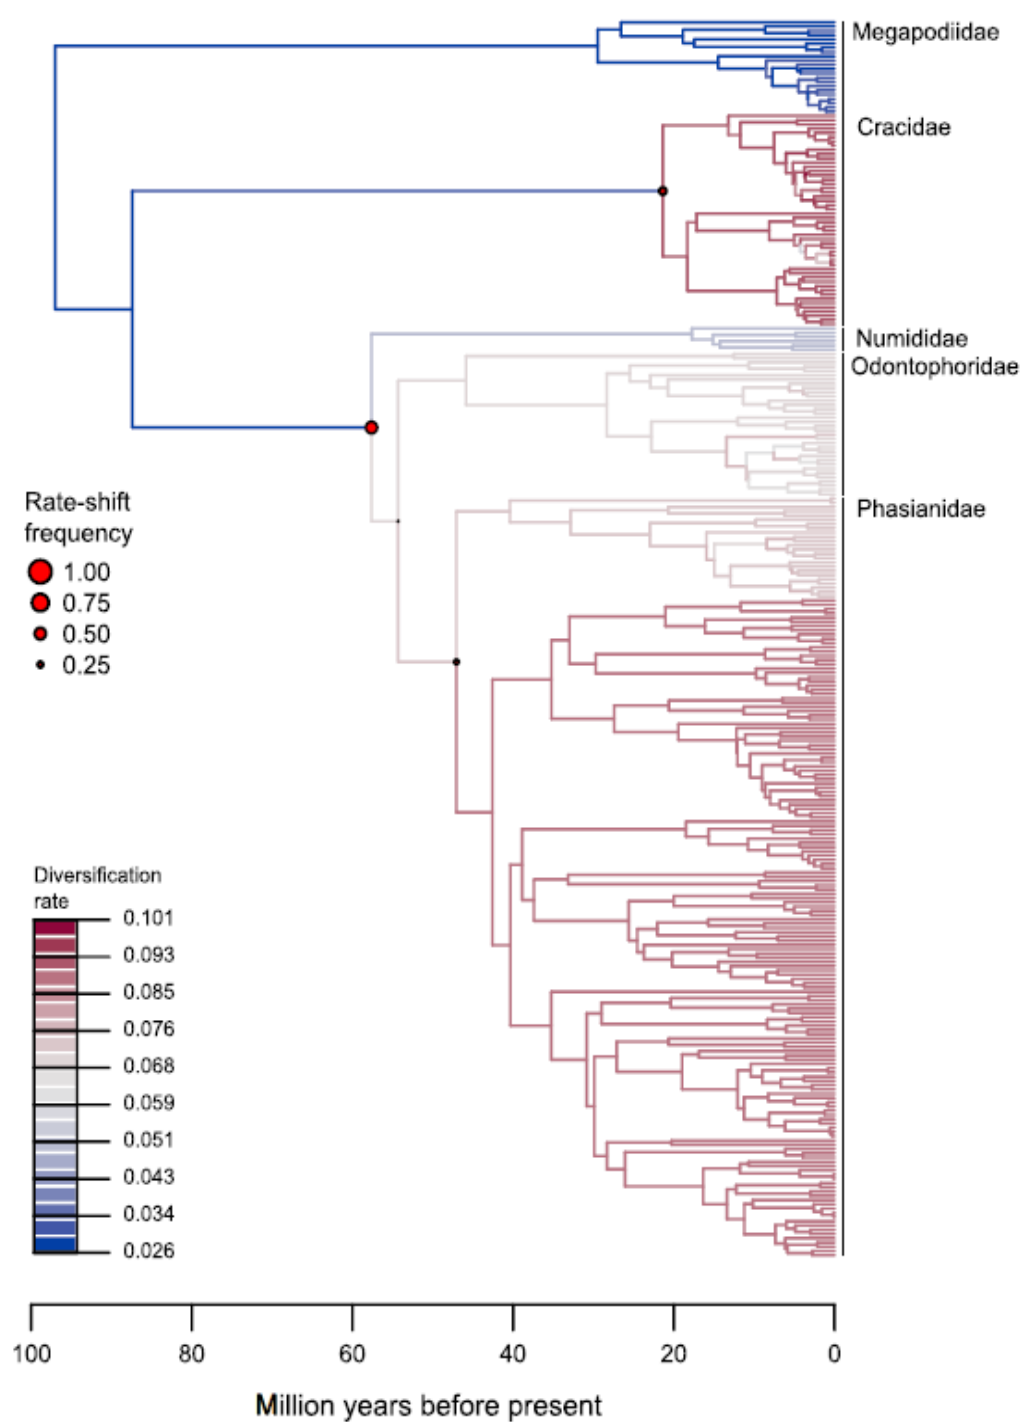 Megapodiidae
Cracidae
Numididae
Odontophoridae
Phasianidae
Rate-shift
frequency
1.00
0.75
0.50
0.25
Diversification
rate
0.101
0.093
0.085
0.076
0.068
0.059
0.051
0.043
0.034
0.026
100 80 60 40 20 0
Million years before present